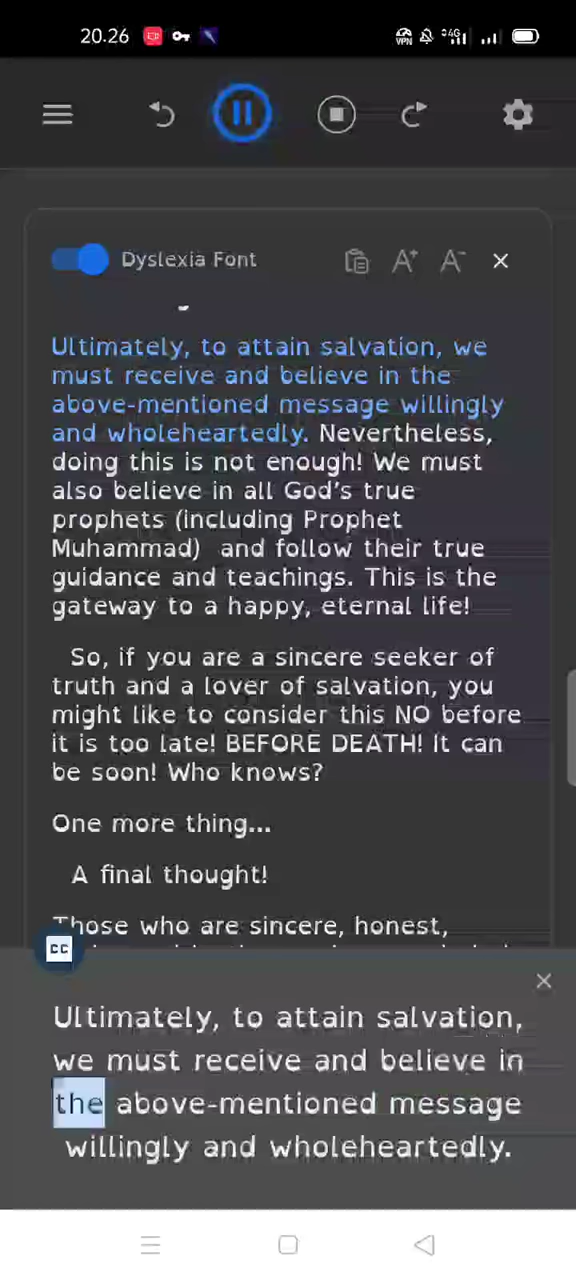 20.26
VPN 4G
Dyslexia Font A+ A-
Ultimately, to attain salvation, we
must receive and believe in the
above-mentioned message willingly
and wholeheartedly. Nevertheless,
doing this is not enough! We must
also believe in all God's true
prophets (including Prophet
Muhammad)  and follow their true
guidance and teachings. This is the
gateway to a happy, eternal life!
So, if you are a sincere seeker of
truth and a lover of salvation, you
might like to consider this NO before
it is too late! BEFORE DEATH! It can
be soon! Who knows?
One more thing...
A final thought!
Those who are sincere, honest,
CC
Ultimately, to attain salvation,
we must receive and believe in
the above-mentioned message
willingly and wholeheartedly.